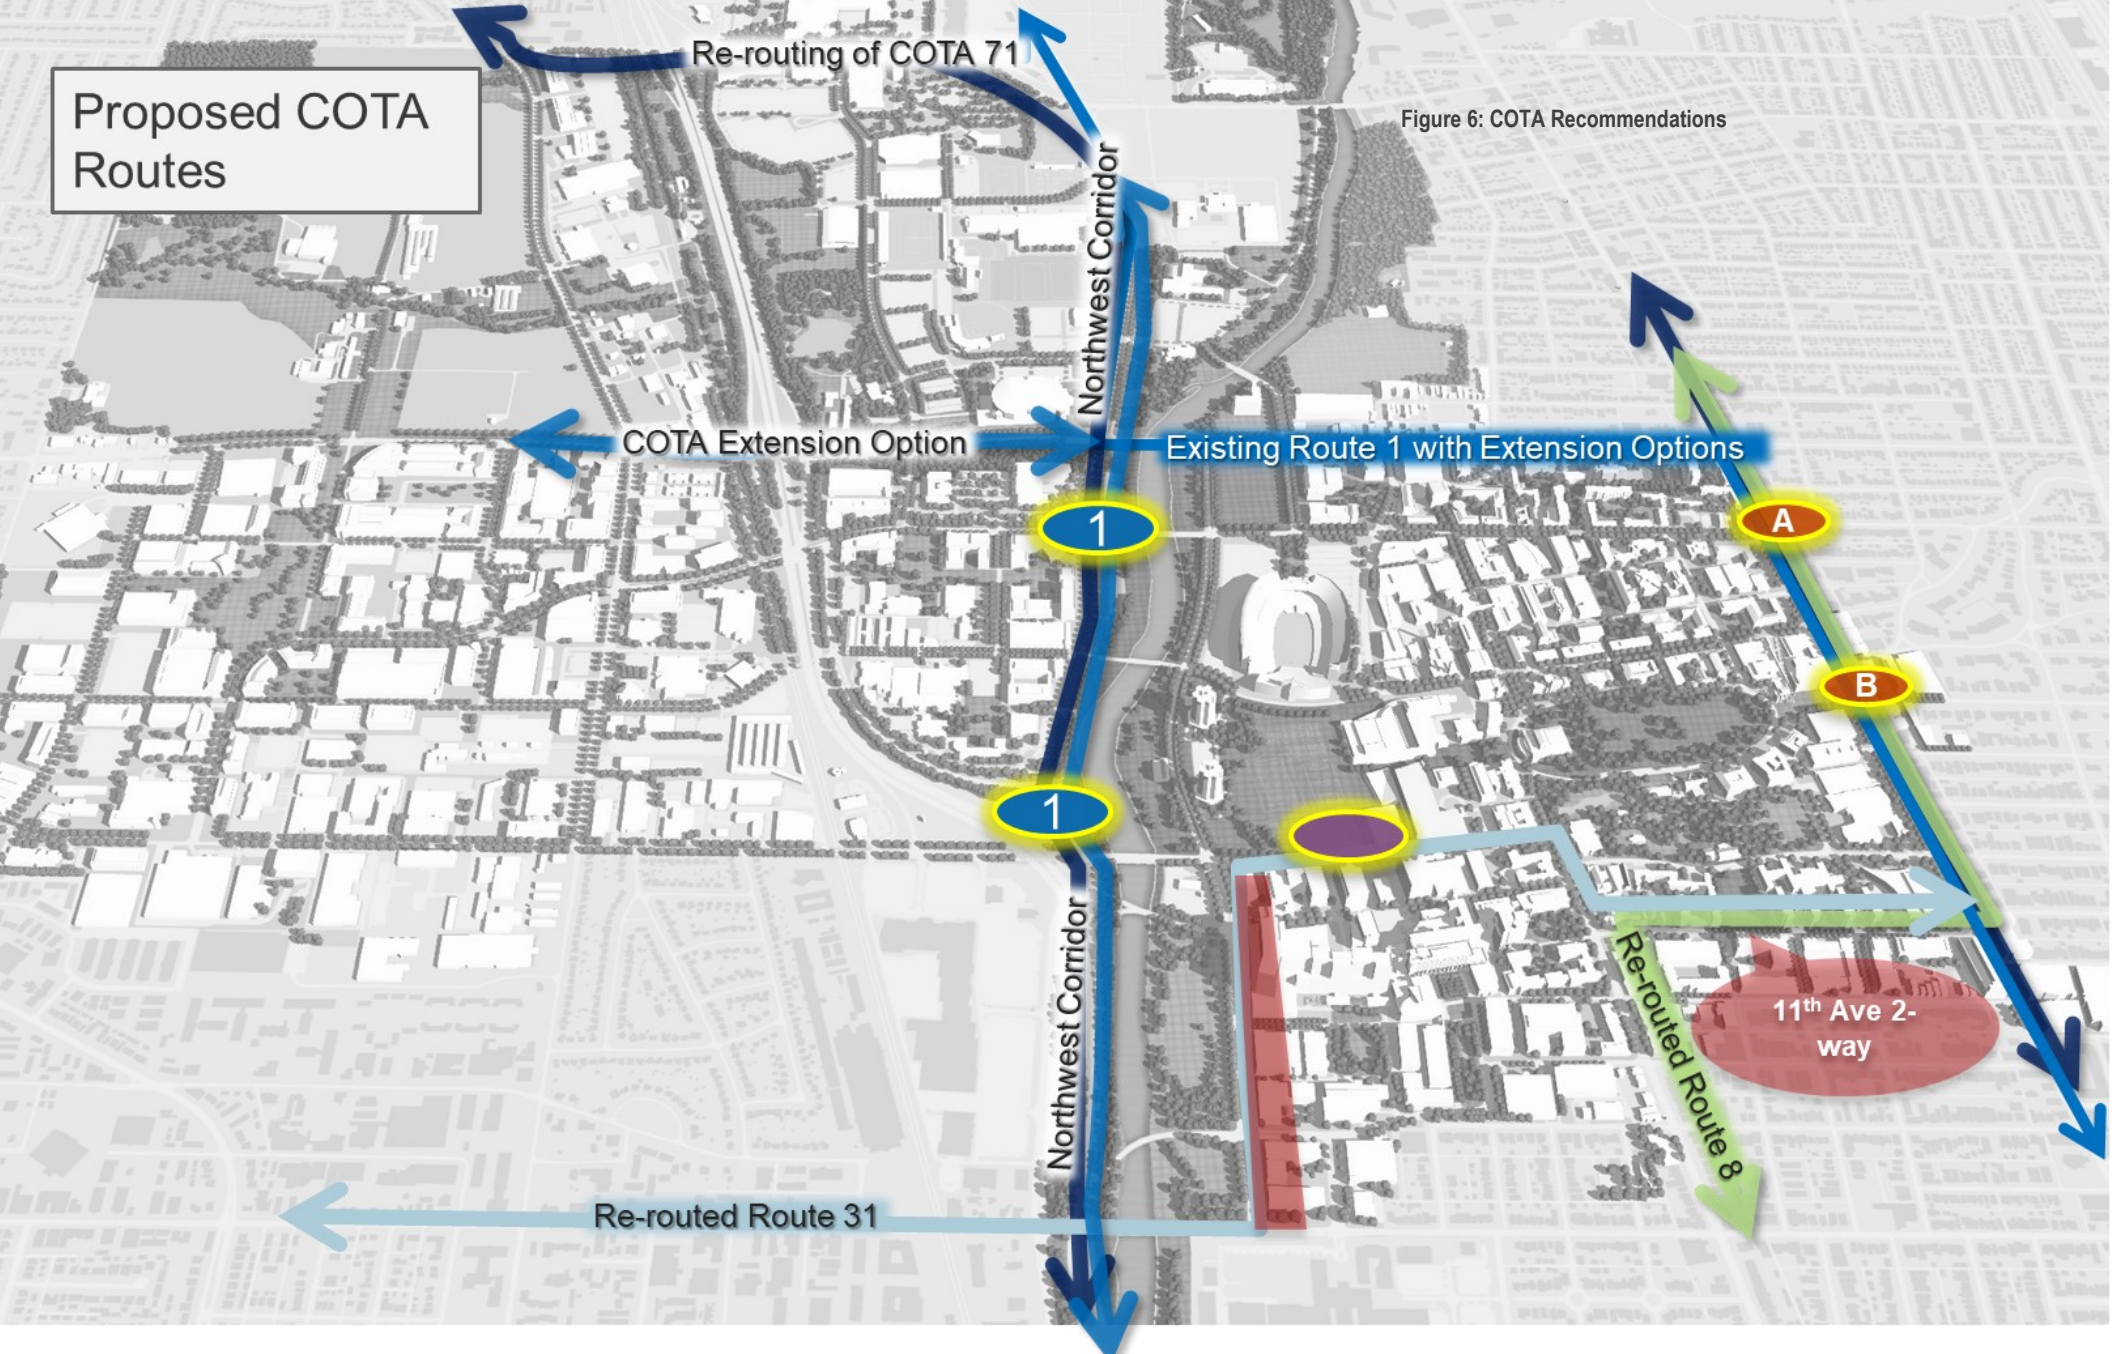 Re-routing of COTA 71
Proposed COTA
Routes
Figure 6: COTA Recommendations
Northwest Corridor
COTA Extension Option
Existing Route 1 with Extension Options
1
A
B
1
Northwest Corridor
Re-routed Route 8
11th Ave 2-
way
Re-routed Route 31